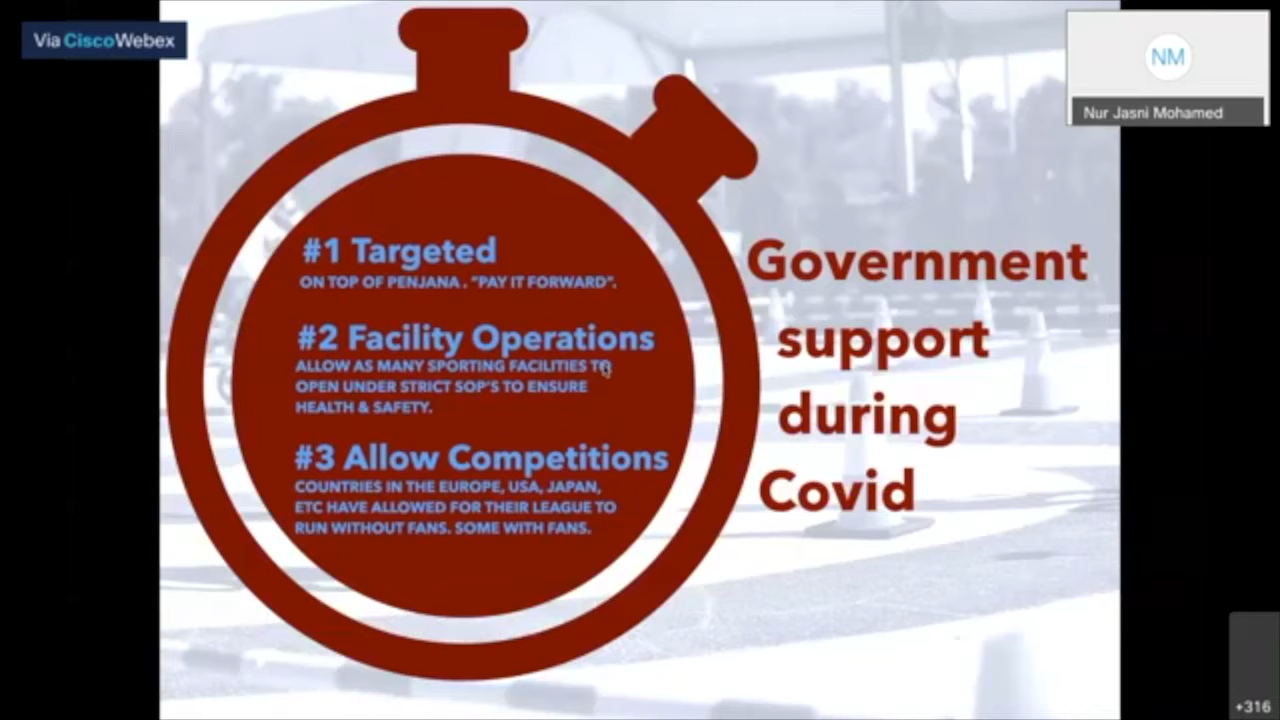 Via CiscoWebex
NM
Nur Jasni Mohamed
#1 Targeted
ON TOP OF PENJANA . "PAY IT FORWARD".
#2 Facility Operations
ALLOW AS MANY SPORTING FACILITIES TO
OPEN UNDER STRICT SOP'S TO ENSURE
HEALTH & SAFETY.
#3 Allow Competitions
COUNTRIES IN THE EUROPE, USA, JAPAN,
ETC HAVE ALLOWED FOR THEIR LEAGUE TO
RUN WITHOUT FANS. SOME WITH FANS.
Government
support
during
Covid
+316